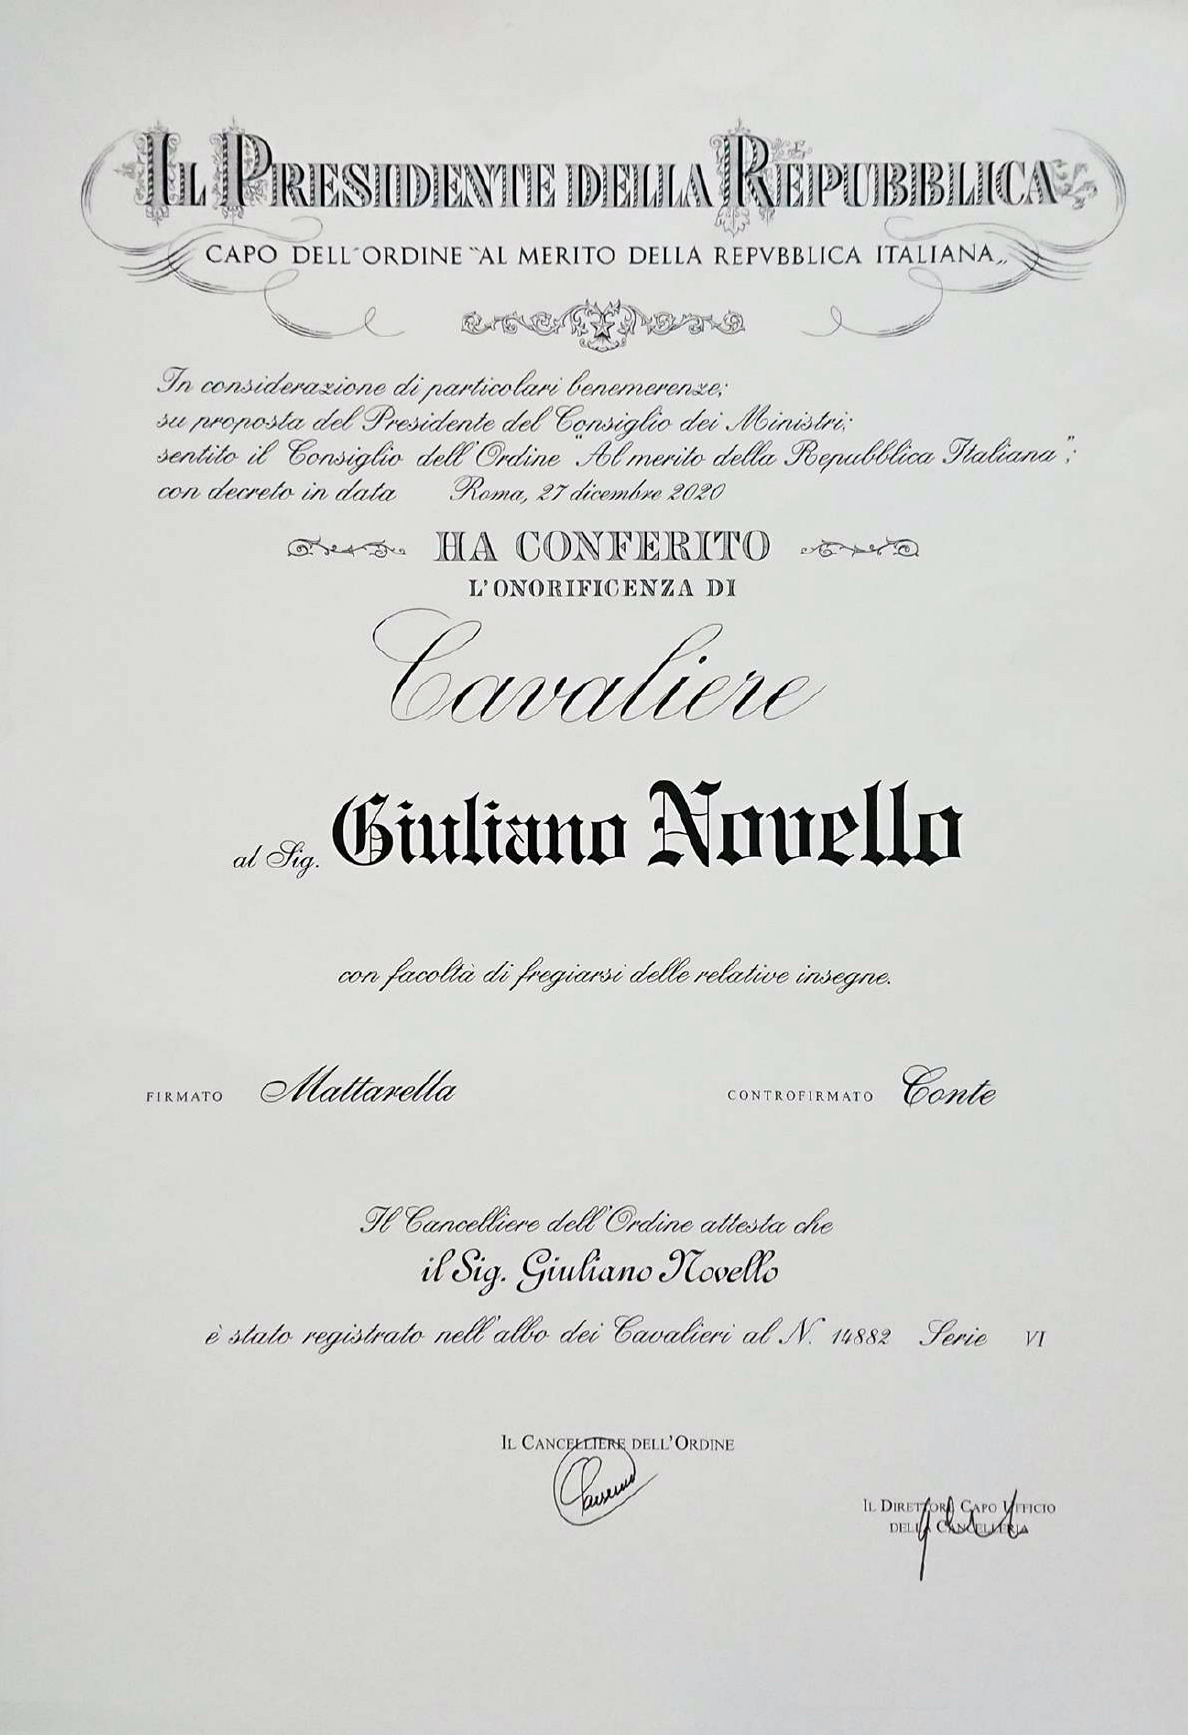 IL PRESIDENTE DELLA REPUBBLICA
CAPO DELL'ORDINE "AL MERITO DELLA REPVBBLICA ITALIANA„
In considerazione di particolari benemerenze;
su proposta del Presidente del Consiglio dei Ministri;
sentito il Consiglio dell'Ordine "Al merito della Repubblica Italiana";
con decreto in data Roma, 27 dicembre 2020
HA CONFERITO
L'ONORIFICENZA DI
Cavaliere
al Sig. Giuliano Novello
con facoltà di fregiarsi delle relative insegne.
FIRMATO Mattarella CONTROFIRMATO Conte
Il Cancelliere dell'Ordine attesta che
il Sig. Giuliano Novello
è stato registrato nell'albo dei Cavalieri al N. 14882 Serie VI
IL CANCELLIERE DELL'ORDINE
IL DIRETTORE CAPO UFFICIO
DELLA CANCELLERIA